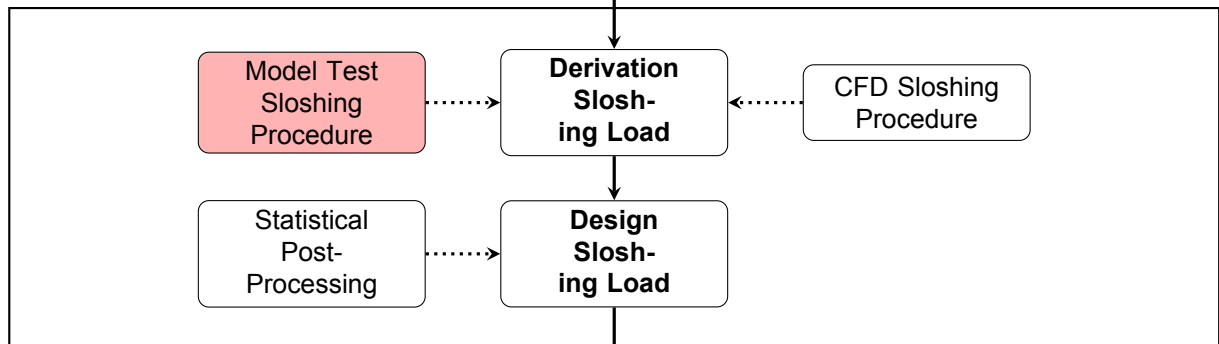 Model Test
Sloshing
Procedure
Derivation
Slosh-
ing Load
CFD Sloshing
Procedure
Statistical
Post-
Processing
Design
Slosh-
ing Load